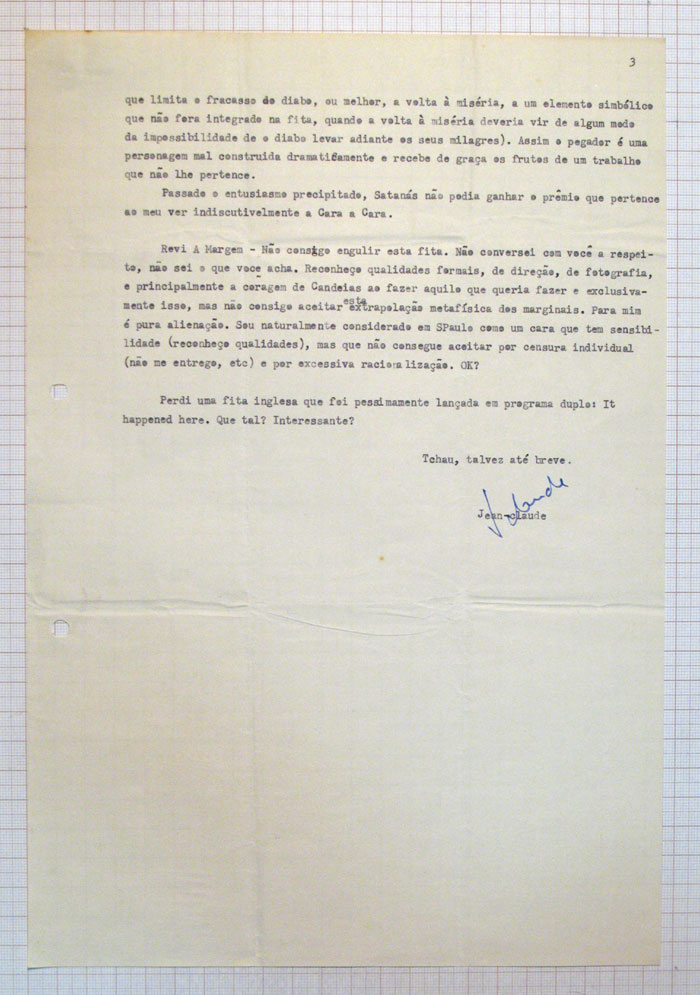 3
que limita o fracasso do diabo, ou melhor, a volta à miséria, a um elemento simbólico
que não fora integrado na fita, quando a volta à miséria deveria vir de algum modo
da impossibilidade de o diabo levar adiante os seus milagres). Assim o pegador é uma
personagem mal construida dramaticamente e recebe de graça os frutos de um trabalho
que não lhe pertence.
Passado o entusiasmo precipitado, Satanás não podia ganhar o prêmio que pertence
ao meu ver indiscutivelmente a Cara a Cara.
Revi A Margem - Não consigo engulir esta fita. Não conversei com você a respei-
to, não sei o que você acha. Reconheço qualidades formais, de direção, de fotografia,
e principalmente a coragem de Candeias ao fazer aquilo que queria fazer e exclusiva-
mente isso, mas não consigo aceitar esta extrapolação metafísica dos marginais. Para mim
é pura alienação. Sou naturalmente considerado em SPaulo como um cara que tem sensibi-
lidade (reconheço qualidades), mas que não consegue aceitar por censura individual
(não me entrego, etc) e por excessiva racionalização. OK?
Perdi uma fita inglesa que foi pessimamente lançada em programa duplo: It
happened here. Que tal? Interessante?
Tchau, talvez até breve.
Jean-claude